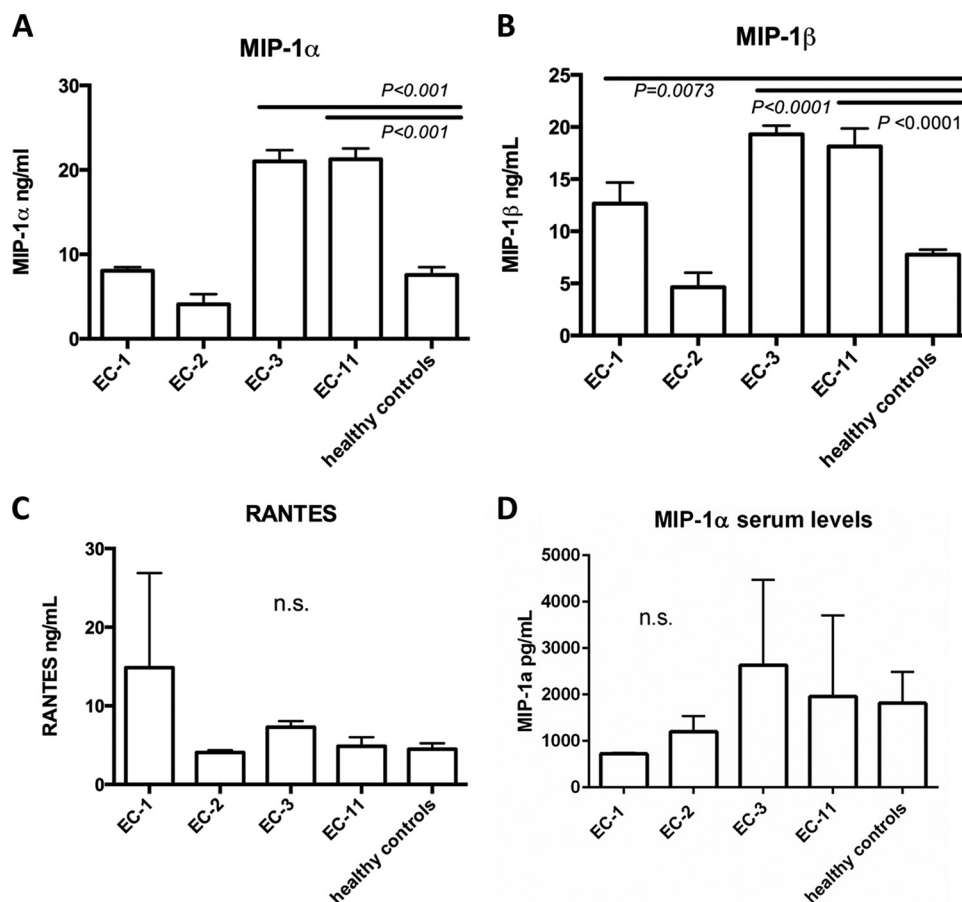 A
MIP-1α
MIP-1α ng/ml
30
20
10
0
P<0.001
P<0.001
EC-1
EC-2
EC-3
EC-11
healthy controls
B
MIP-1β
MIP-1β ng/mL
25
20
15
10
5
0
P=0.0073
P<0.0001
P <0.0001
EC-1
EC-2
EC-3
EC-11
healthy controls
C
RANTES
RANTES ng/mL
30
20
10
0
n.s.
EC-1
EC-2
EC-3
EC-11
healthy controls
D
MIP-1α serum levels
MIP-1a pg/mL
5000
4000
3000
2000
1000
0
n.s.
EC-1
EC-2
EC-3
EC-11
healthy controls